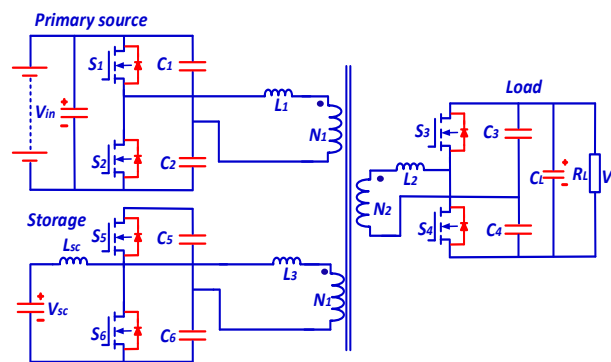 Primary source
S1
C1
L1
Vin
N1
S2
C2
Load
S3
C3
L2
CL
RL
V
N2
S4
C4
Storage
Lsc
S5
C5
L3
Vsc
N1
S6
C6